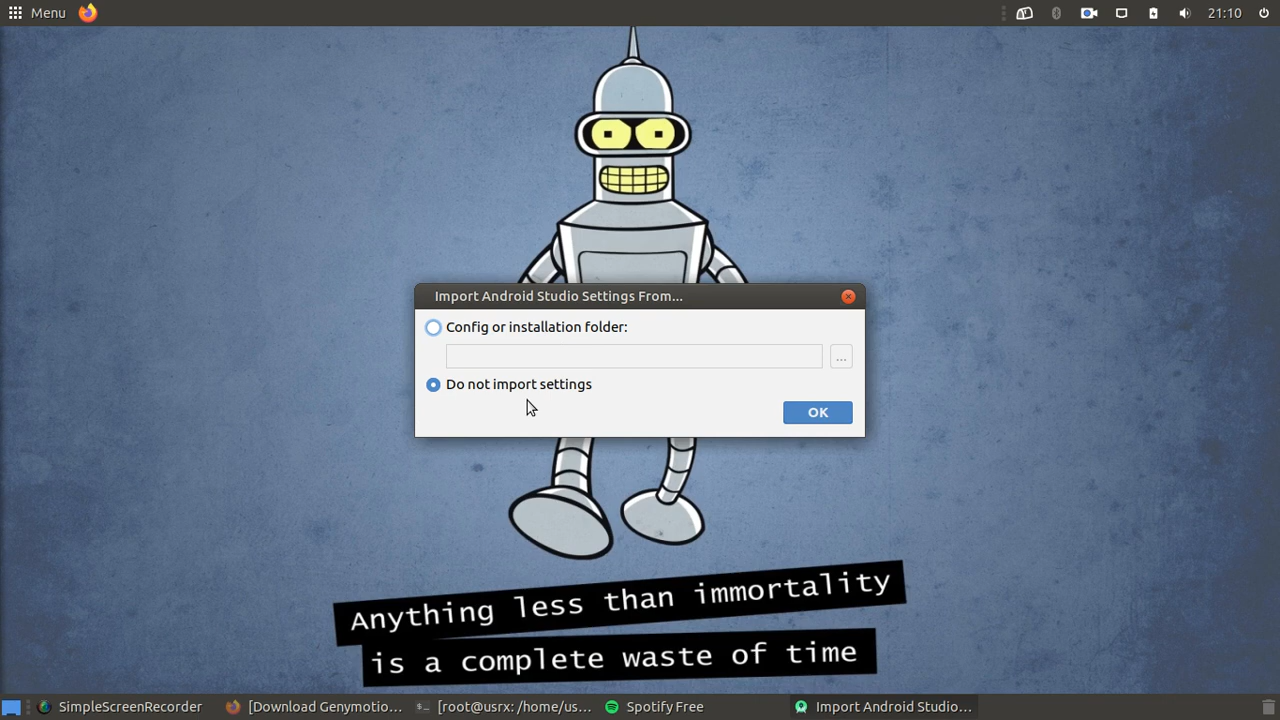 Menu
21:10
Import Android Studio Settings From...
Config or installation folder:
...
Do not import settings
OK
Anything less than immortality
is a complete waste of time
SimpleScreenRecorder
[Download Genymotio...
[root@usrx: /home/us...
Spotify Free
Import Android Studio...